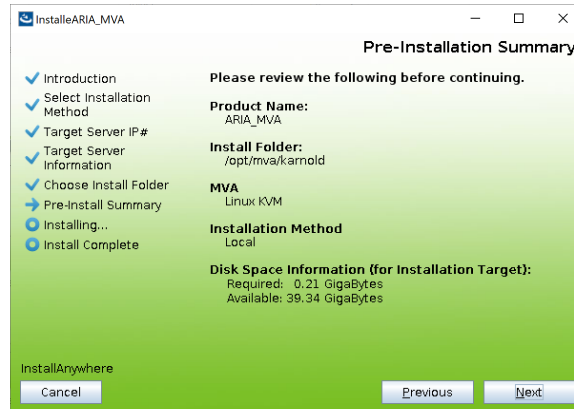 InstalleARIA_MVA
Pre-Installation Summary
Introduction
Select Installation
Method
Target Server IP#
Target Server
Information
Choose Install Folder
Pre-Install Summary
Installing...
Install Complete
Please review the following before continuing.
Product Name:
ARIA_MVA
Install Folder:
/opt/mva/karnold
MVA
Linux KVM
Installation Method
Local
Disk Space Information (for Installation Target):
Required: 0.21 GigaBytes
Available: 39.34 GigaBytes
InstallAnywhere
Cancel
Previous
Next